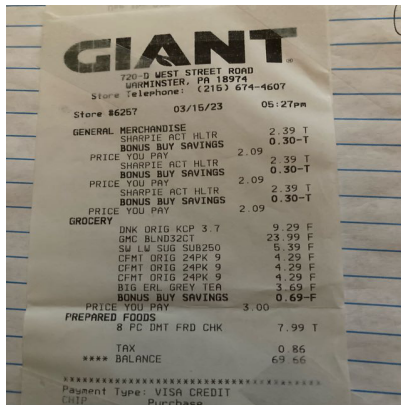 GIANT
720-D WEST STREET ROAD
WARMINSTER, PA 18974
Store Telephone: (215) 674-4607
Store #6257 03/15/23 05:27pm
GENERAL MERCHANDISE
SHARPIE ACT HLTR 2.39 T
BONUS BUY SAVINGS 0.30-T
PRICE YOU PAY 2.09
SHARPIE ACT HLTR 2.39 T
BONUS BUY SAVINGS 0.30-T
PRICE YOU PAY 2.09
SHARPIE ACT HLTR 2.39 T
BONUS BUY SAVINGS 0.30-T
PRICE YOU PAY 2.09
GROCERY
DNK ORIG KCP 3.7 9.29 F
GMC BLND32CT 23.99 F
SW LW SUG SUB250 5.39 F
CFMT ORIG 24PK 9 4.29 F
CFMT ORIG 24PK 9 4.29 F
CFMT ORIG 24PK 9 4.29 F
BIG ERL GREY TEA 3.69 F
BONUS BUY SAVINGS 0.69-F
PRICE YOU PAY 3.00
PREPARED FOODS
8 PC DMT FRD CHK 7.99 T
TAX 0.86
**** BALANCE 69.66
Payment Type: VISA CREDIT
CHIP Purchase